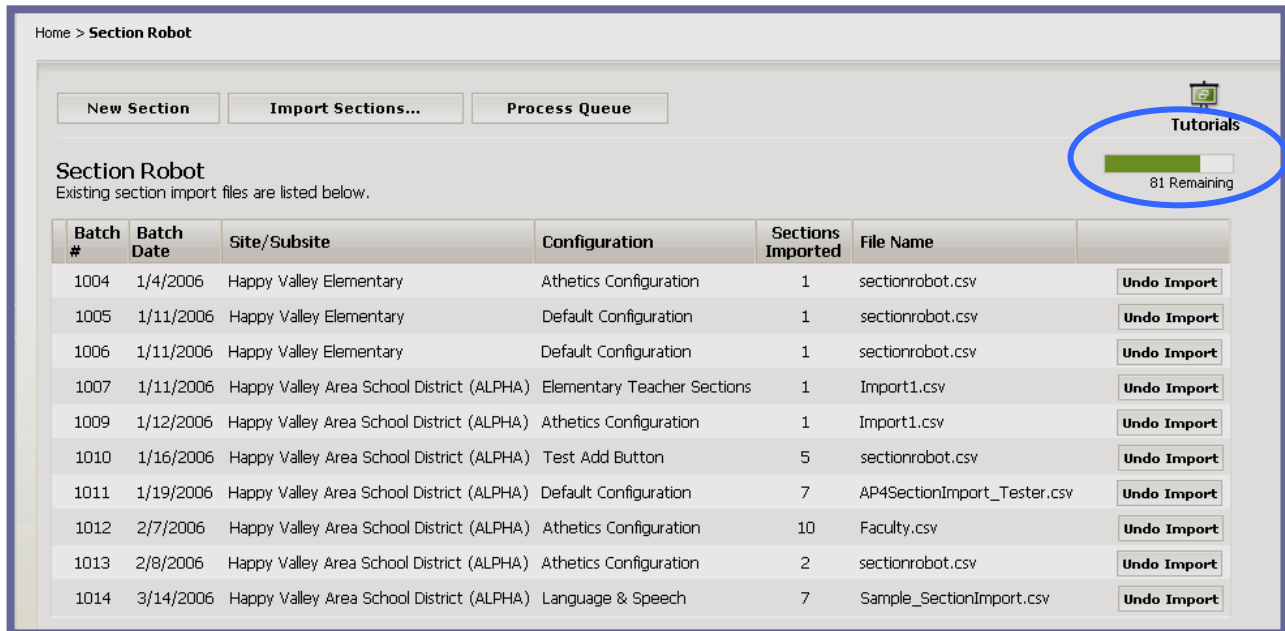 Home > Section Robot
New Section Import Sections... Process Queue
Tutorials
81 Remaining
Section Robot
Existing section import files are listed below.
Batch # Batch Date Site/Subsite Configuration Sections Imported File Name
1004 1/4/2006 Happy Valley Elementary Athetics Configuration 1 sectionrobot.csv Undo Import
1005 1/11/2006 Happy Valley Elementary Default Configuration 1 sectionrobot.csv Undo Import
1006 1/11/2006 Happy Valley Elementary Default Configuration 1 sectionrobot.csv Undo Import
1007 1/11/2006 Happy Valley Area School District (ALPHA) Elementary Teacher Sections 1 Import1.csv Undo Import
1009 1/12/2006 Happy Valley Area School District (ALPHA) Athetics Configuration 1 Import1.csv Undo Import
1010 1/16/2006 Happy Valley Area School District (ALPHA) Test Add Button 5 sectionrobot.csv Undo Import
1011 1/19/2006 Happy Valley Area School District (ALPHA) Default Configuration 7 AP4SectionImport_Tester.csv Undo Import
1012 2/7/2006 Happy Valley Area School District (ALPHA) Athetics Configuration 10 Faculty.csv Undo Import
1013 2/8/2006 Happy Valley Area School District (ALPHA) Athetics Configuration 2 sectionrobot.csv Undo Import
1014 3/14/2006 Happy Valley Area School District (ALPHA) Language & Speech 7 Sample_SectionImport.csv Undo Import